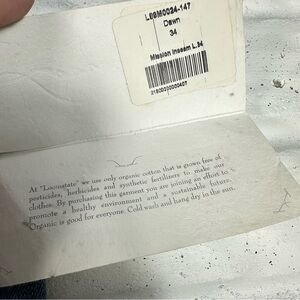 L08M0024-147
Dawn
34
Mission Inseam L.34
At "Loomstate" we use only organic cotton that is grown free of
pesticides, herbicides and synthetic fertilizers to make our
clothes. By purchasing this garment you are joining an effort to
promote a healthy environment and a sustainable future.
Organic is good for everyone. Cold wash and hang dry in the sun.